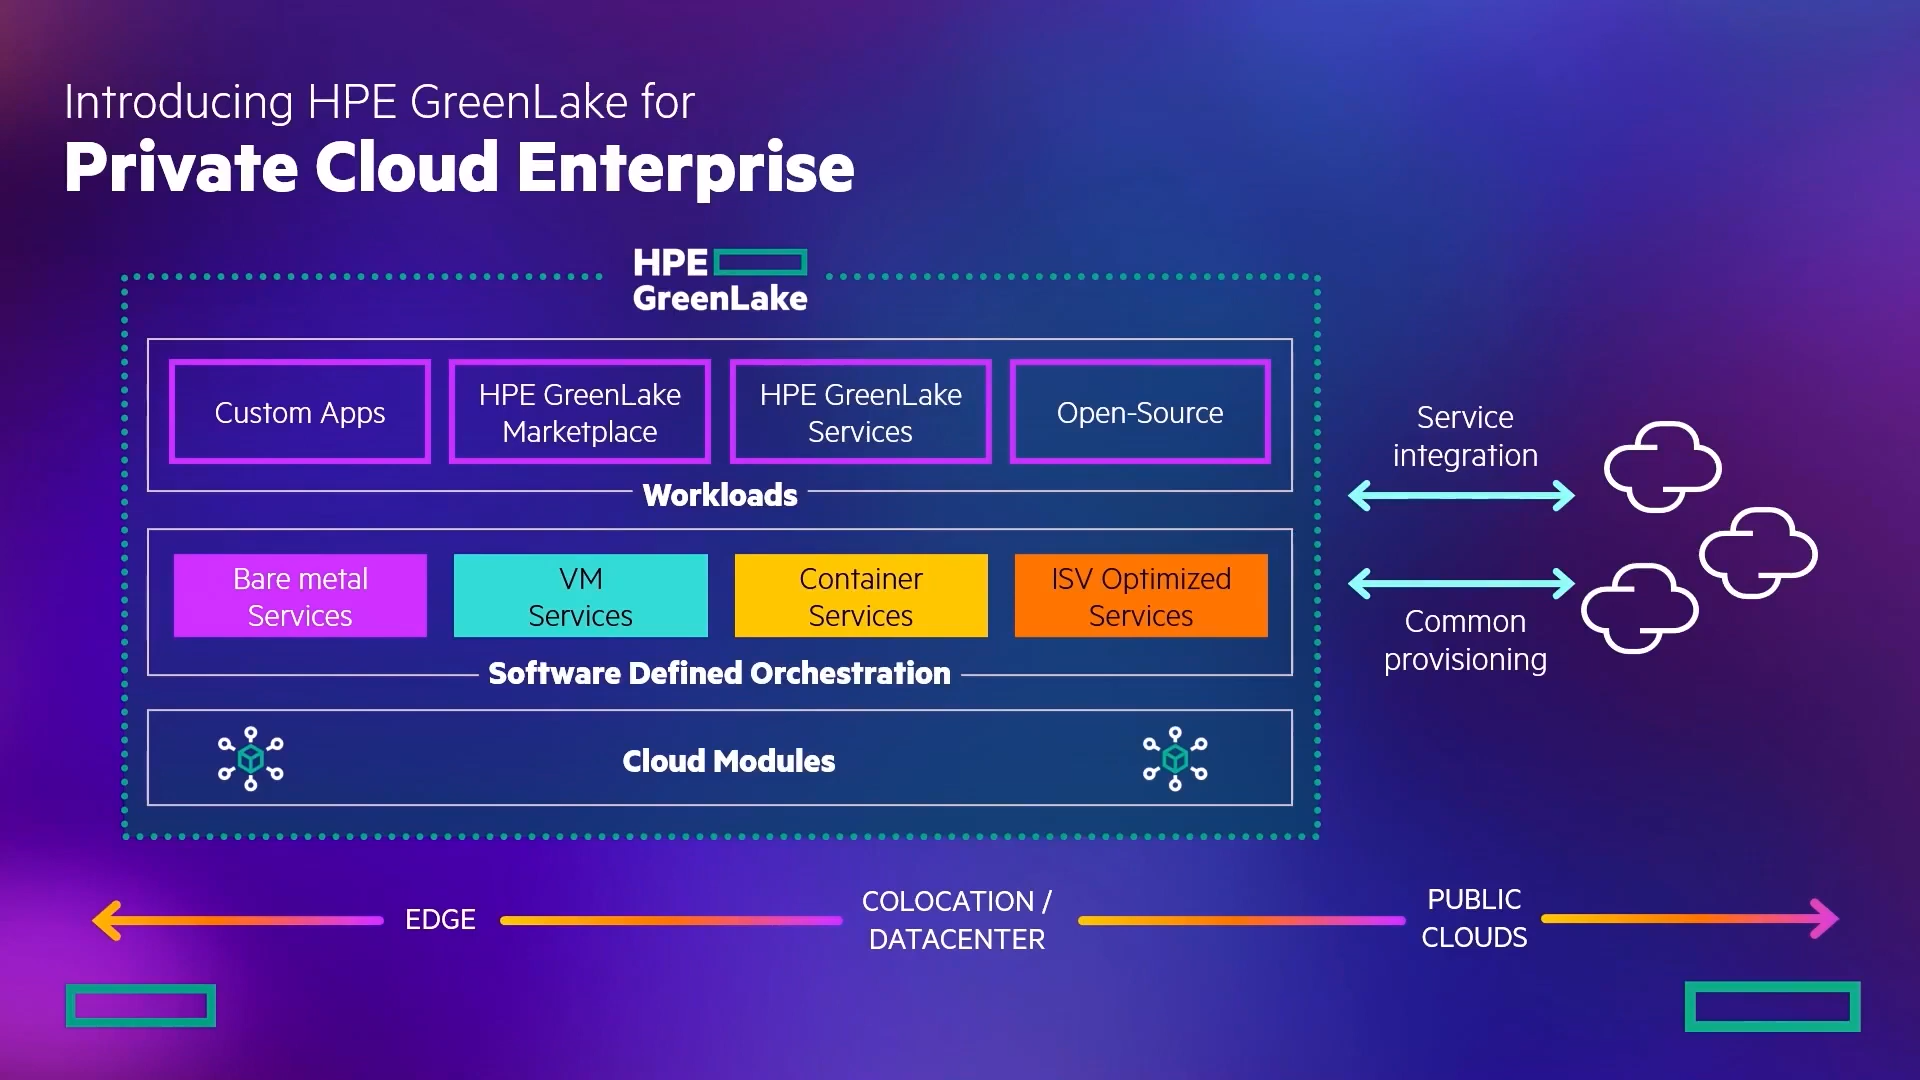 Introducing HPE GreenLake for
Private Cloud Enterprise
HPE
GreenLake
Custom Apps
HPE GreenLake
Marketplace
HPE GreenLake
Services
Open-Source
Workloads
Bare metal
Services
VM
Services
Container
Services
ISV Optimized
Services
Software Defined Orchestration
Cloud Modules
Service
integration
Common
provisioning
EDGE
COLOCATION /
DATACENTER
PUBLIC
CLOUDS